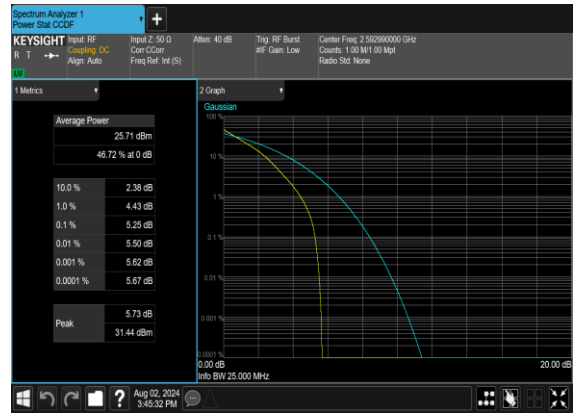 Spectrum Analyzer 1
Power Stat CCDF
KEYSIGHT
R T
LXI
Input: RF
Coupling: DC
Align: Auto
Input Z: 50 Ω
Corr CCorr
Freq Ref: Int (S)
Atten: 40 dB
Trig: RF Burst
#IF Gain: Low
Center Freq: 2.592990000 GHz
Counts: 1.00 M/1.00 Mpt
Radio Std: None
1 Metrics
Average Power
25.71 dBm
46.72 % at 0 dB
10.0 % 2.38 dB
1.0 % 4.43 dB
0.1 % 5.25 dB
0.01 % 5.50 dB
0.001 % 5.62 dB
0.0001 % 5.67 dB
Peak
5.73 dB
31.44 dBm
2 Graph
Gaussian
100 %
10 %
1 %
0.1 %
0.01 %
0.001 %
0.0001 %
0.00 dB 20.00 dB
Info BW 25.000 MHz
Aug 02, 2024
3:45:32 PM